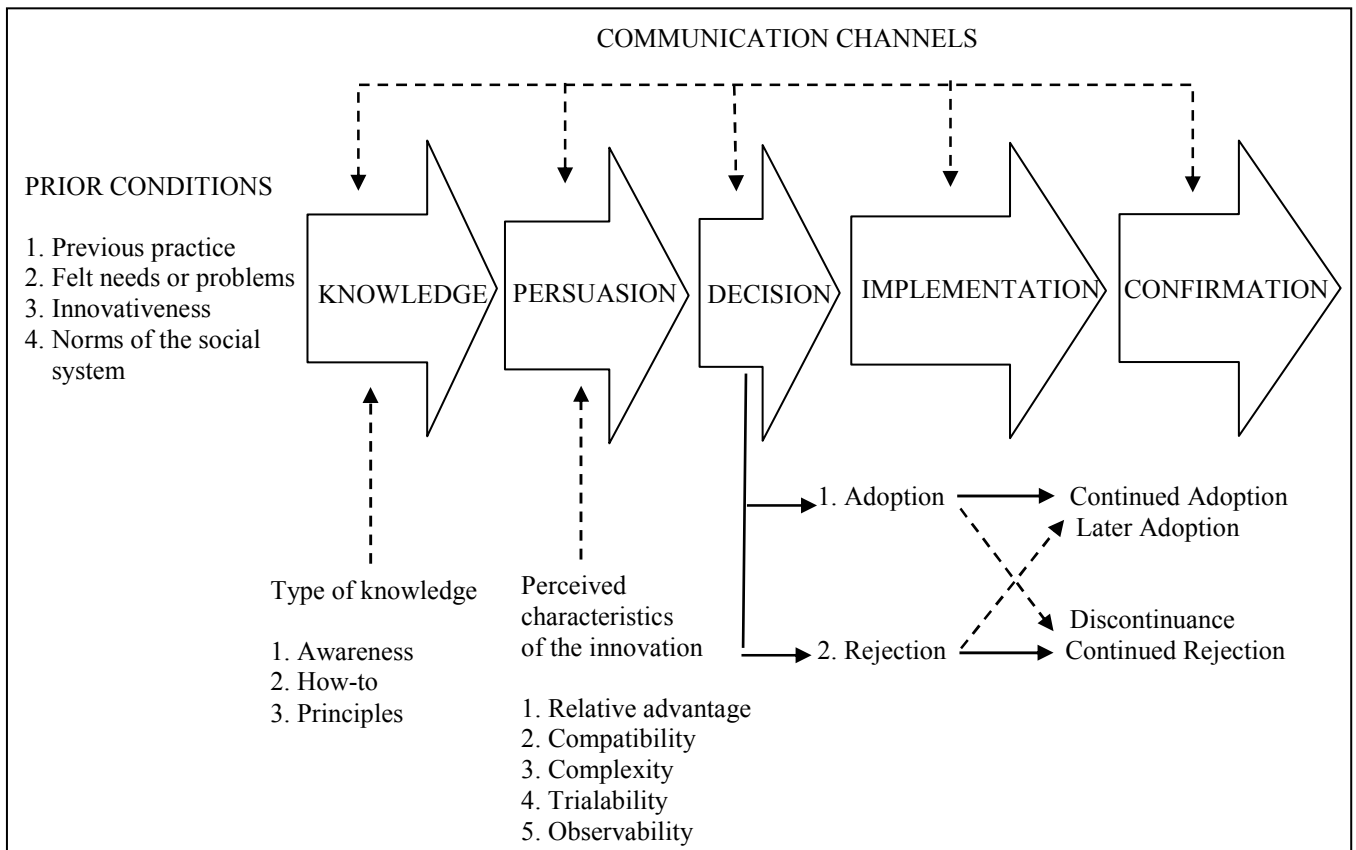 COMMUNICATION CHANNELS
PRIOR CONDITIONS
1. Previous practice
2. Felt needs or problems
3. Innovativeness
4. Norms of the social
system
KNOWLEDGE
PERSUASION
DECISION
IMPLEMENTATION
CONFIRMATION
1. Adoption
Continued Adoption
Later Adoption
Discontinuance
2. Rejection
Continued Rejection
Type of knowledge
1. Awareness
2. How-to
3. Principles
Perceived
characteristics
of the innovation
1. Relative advantage
2. Compatibility
3. Complexity
4. Trialability
5. Observability